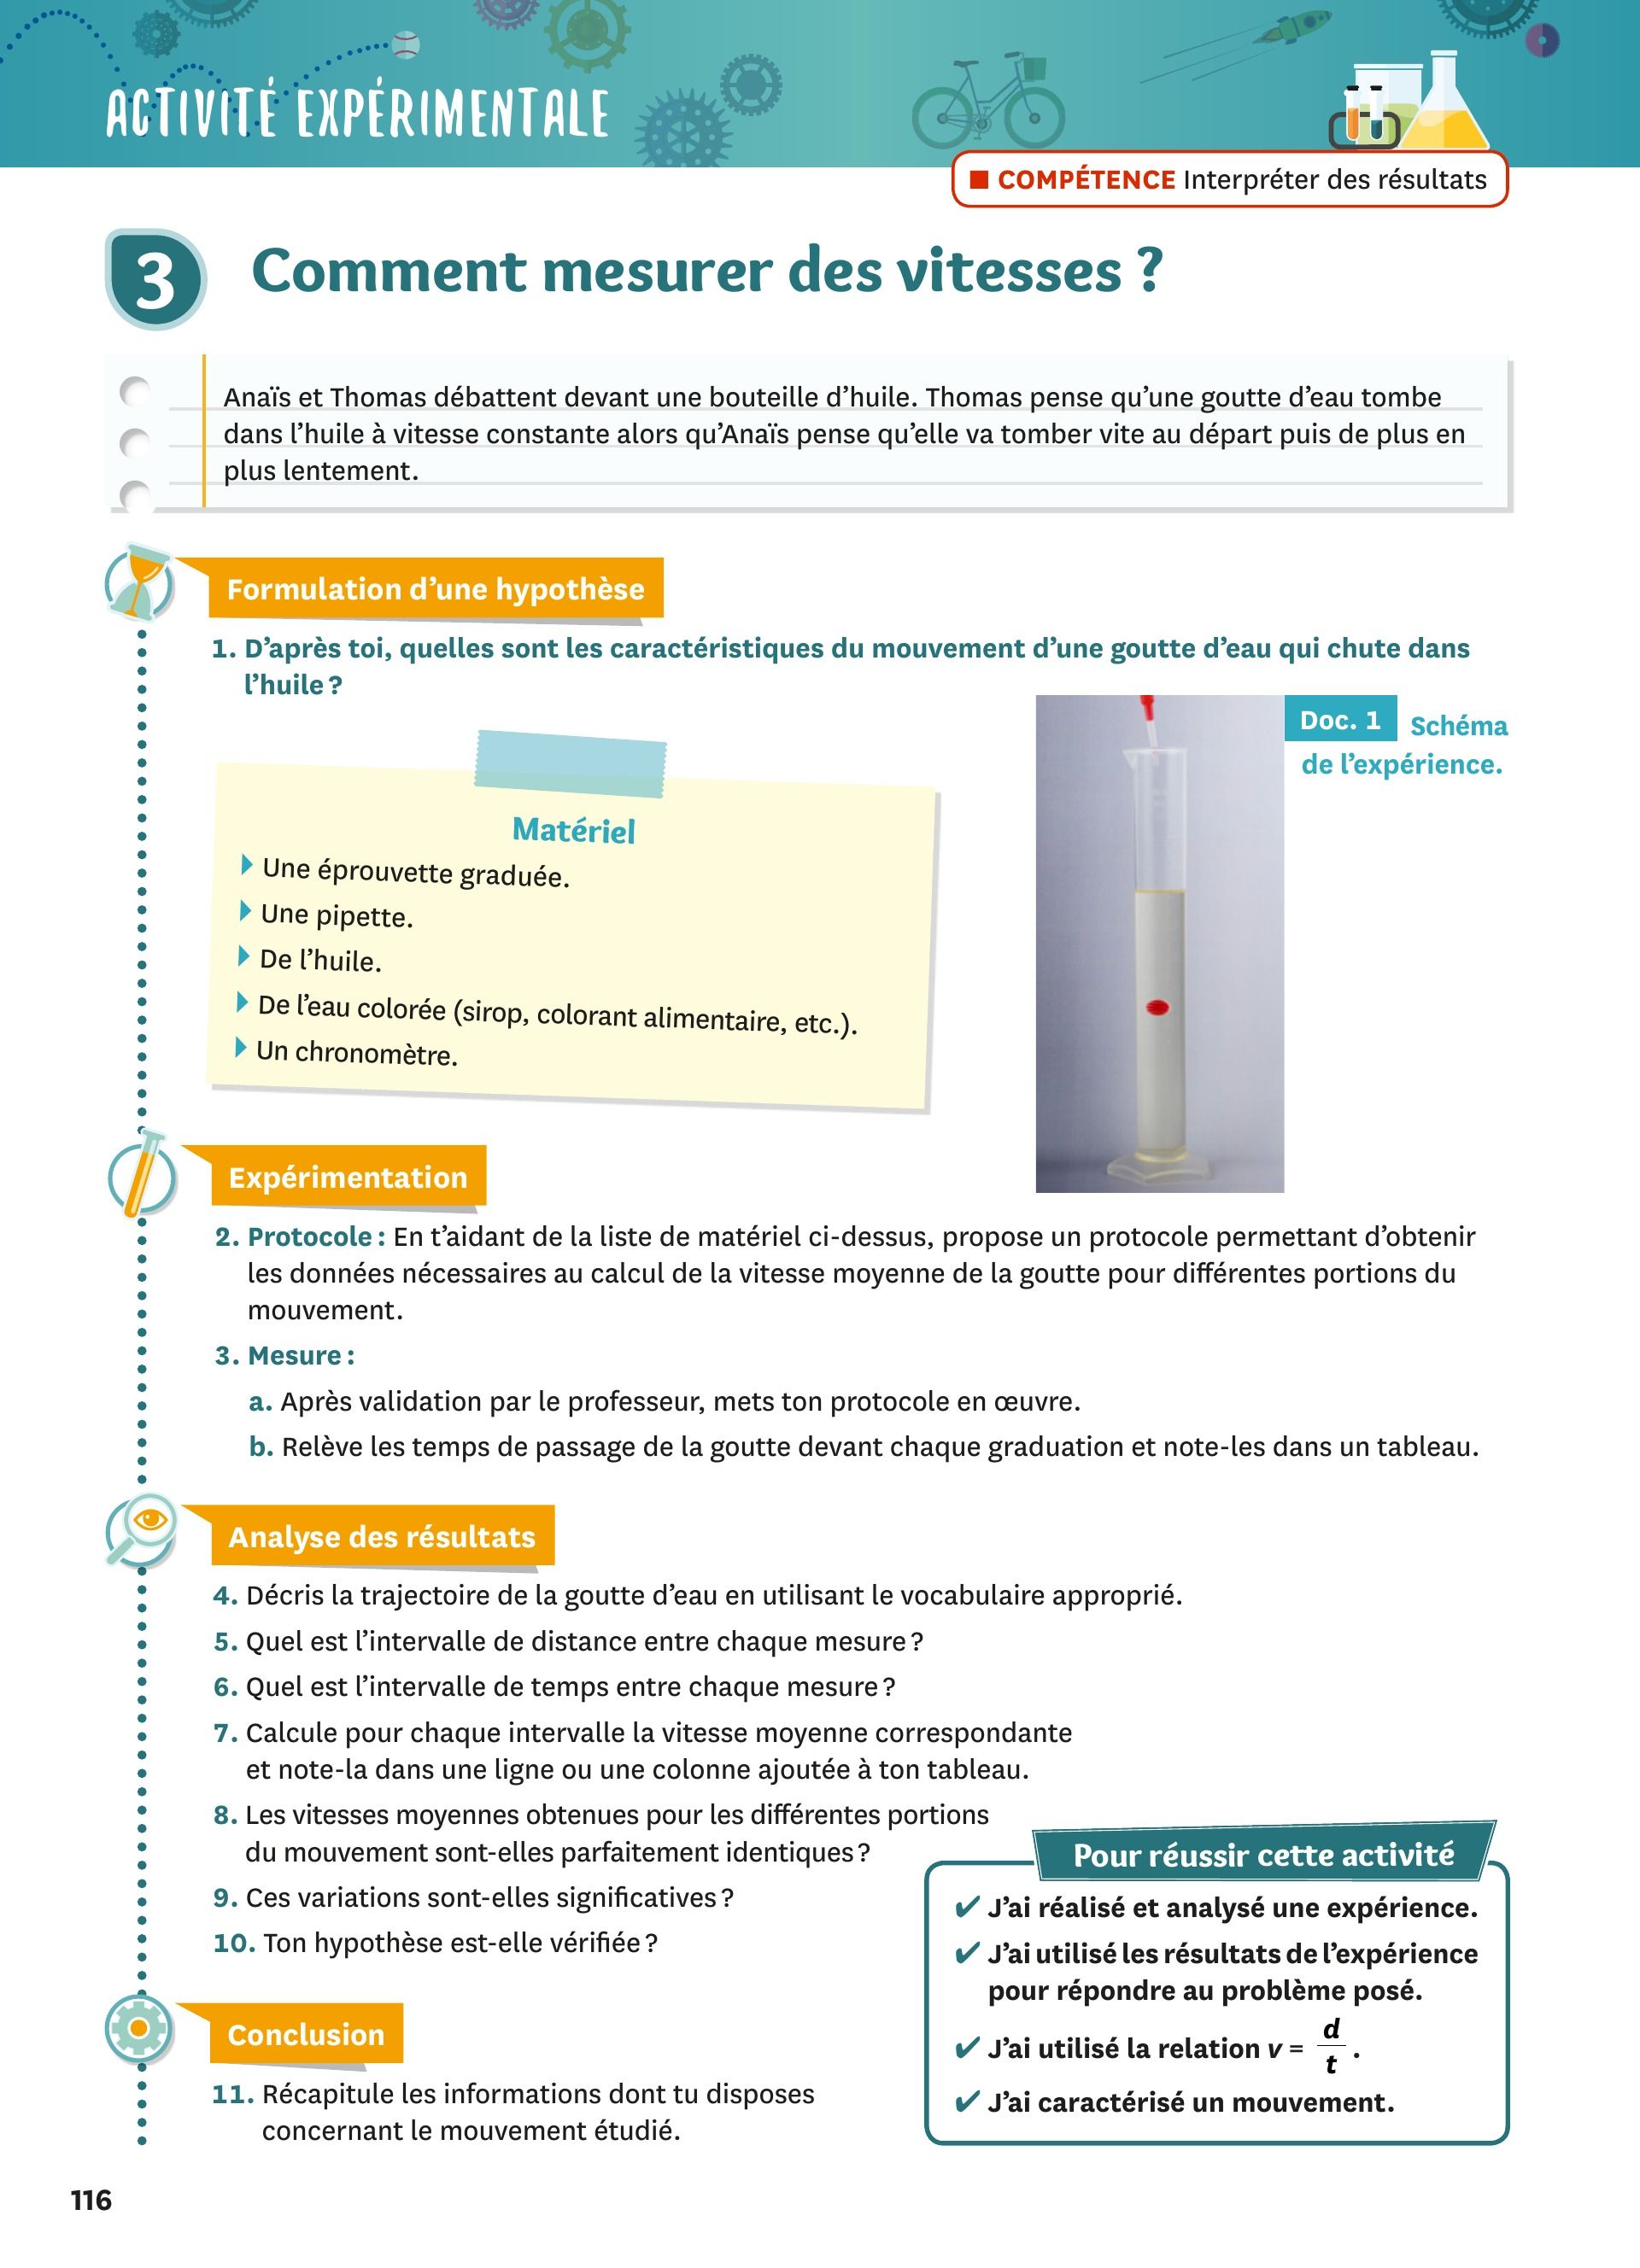 ACTIVITÉ EXPÉRIMENTALE
■ COMPÉTENCE Interpréter des résultats
3 Comment mesurer des vitesses ?
Anaïs et Thomas débattent devant une bouteille d’huile. Thomas pense qu’une goutte d’eau tombe
dans l’huile à vitesse constante alors qu’Anaïs pense qu’elle va tomber vite au départ puis de plus en
plus lentement.
Formulation d’une hypothèse
1. D’après toi, quelles sont les caractéristiques du mouvement d’une goutte d’eau qui chute dans
l’huile ?
Doc. 1 Schéma
de l’expérience.
Matériel
Une éprouvette graduée.
Une pipette.
De l’huile.
De l’eau colorée (sirop, colorant alimentaire, etc.).
Un chronomètre.
Expérimentation
2. Protocole : En t’aidant de la liste de matériel ci-dessus, propose un protocole permettant d’obtenir
les données nécessaires au calcul de la vitesse moyenne de la goutte pour différentes portions du
mouvement.
3. Mesure :
a. Après validation par le professeur, mets ton protocole en œuvre.
b. Relève les temps de passage de la goutte devant chaque graduation et note-les dans un tableau.
Analyse des résultats
4. Décris la trajectoire de la goutte d’eau en utilisant le vocabulaire approprié.
5. Quel est l’intervalle de distance entre chaque mesure ?
6. Quel est l’intervalle de temps entre chaque mesure ?
7. Calcule pour chaque intervalle la vitesse moyenne correspondante
et note-la dans une ligne ou une colonne ajoutée à ton tableau.
8. Les vitesses moyennes obtenues pour les différentes portions
du mouvement sont-elles parfaitement identiques ?
9. Ces variations sont-elles significatives ?
10. Ton hypothèse est-elle vérifiée ?
Conclusion
11. Récapitule les informations dont tu disposes
concernant le mouvement étudié.
Pour réussir cette activité
✔ J’ai réalisé et analysé une expérience.
✔ J’ai utilisé les résultats de l’expérience
pour répondre au problème posé.
✔ J’ai utilisé la relation v = d/t.
✔ J’ai caractérisé un mouvement.
116